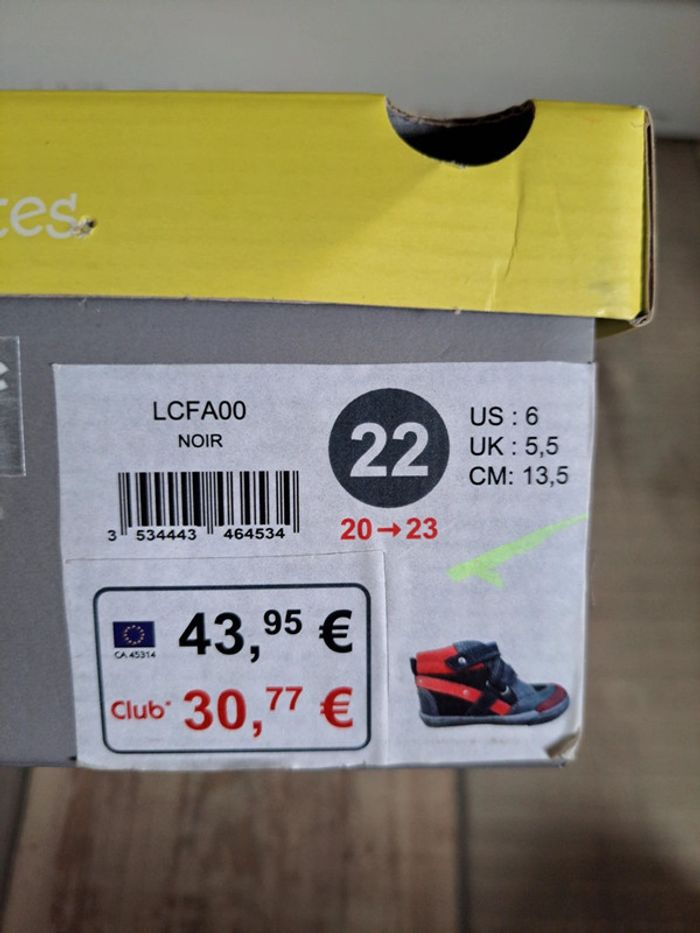 LCFA00
NOIR
3 534443 464534
22
20→23
US : 6
UK : 5,5
CM: 13,5
CA 45314
43,95 €
Club* 30,77 €